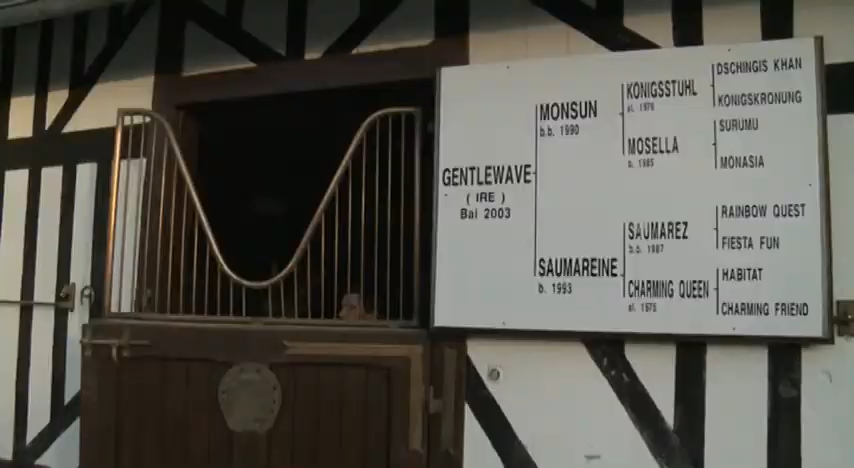 GENTLEWAVE
( IRE )
Bai 2003
MONSUN
b.b. 1990
SAUMAREINE
b. 1993
KONIGSSTUHL
al. 1976
MOSELLA
b. 1985
SAUMAREZ
b.b. 1987
CHARMING QUEEN
al. 1975
DSCHINGIS KHAN
KONIGSKRONUNG
SURUMU
MONASIA
RAINBOW QUEST
FIESTA FUN
HABITAT
CHARMING FRIEND